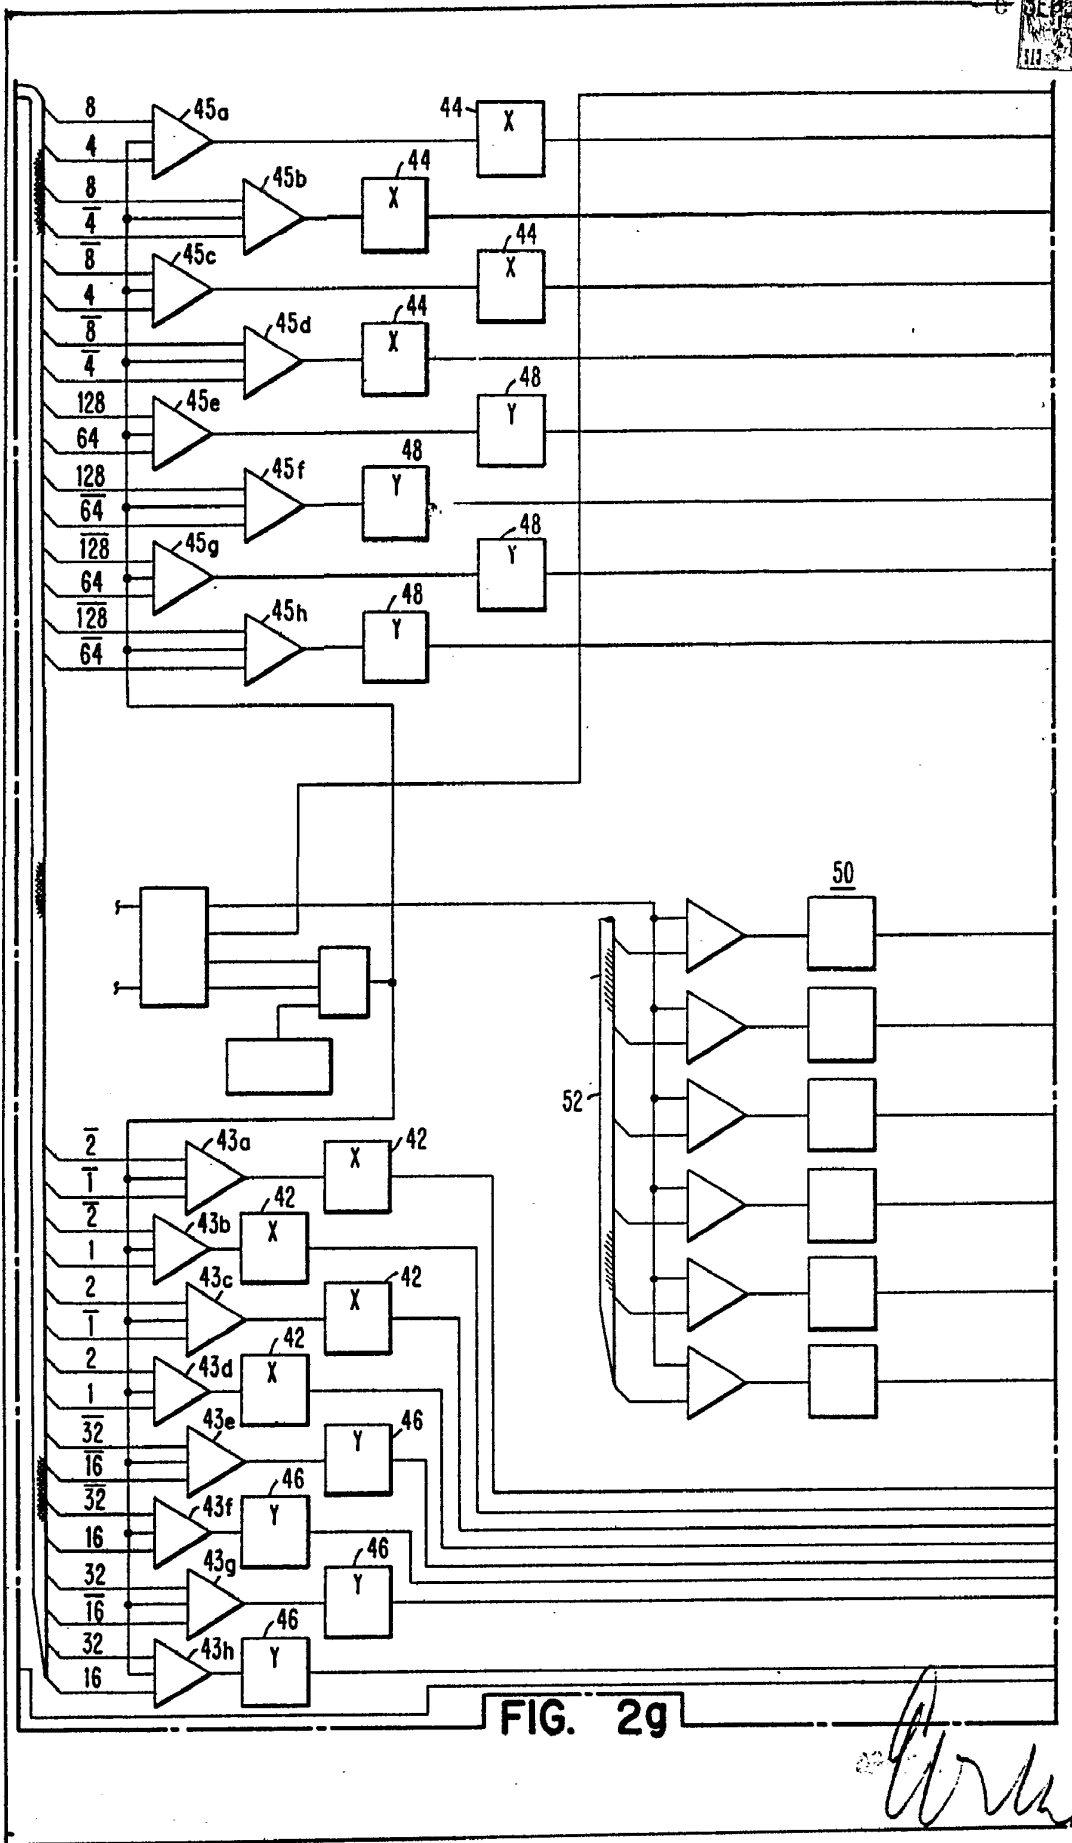 SEP
8
45a
44
X
4
8
45b
44
X
4̅
8̅
45c
44
X
4
8̅
45d
44
X
4̅
128
45e
48
Y
64
128
45f
48
Y
6̅4̅
1̅2̅8̅
45g
48
Y
64
1̅2̅8̅
45h
48
Y
6̅4̅
50
52
2̅
43a
X
42
1̅
2̅
43b
42
X
1
2
43c
X
42
1̅
2
43d
42
X
1
3̅2̅
43e
Y
46
1̅6̅
3̅2̅
43f
46
Y
16
32
43g
46
Y
1̅6̅
32
43h
46
Y
16
FIG. 2g